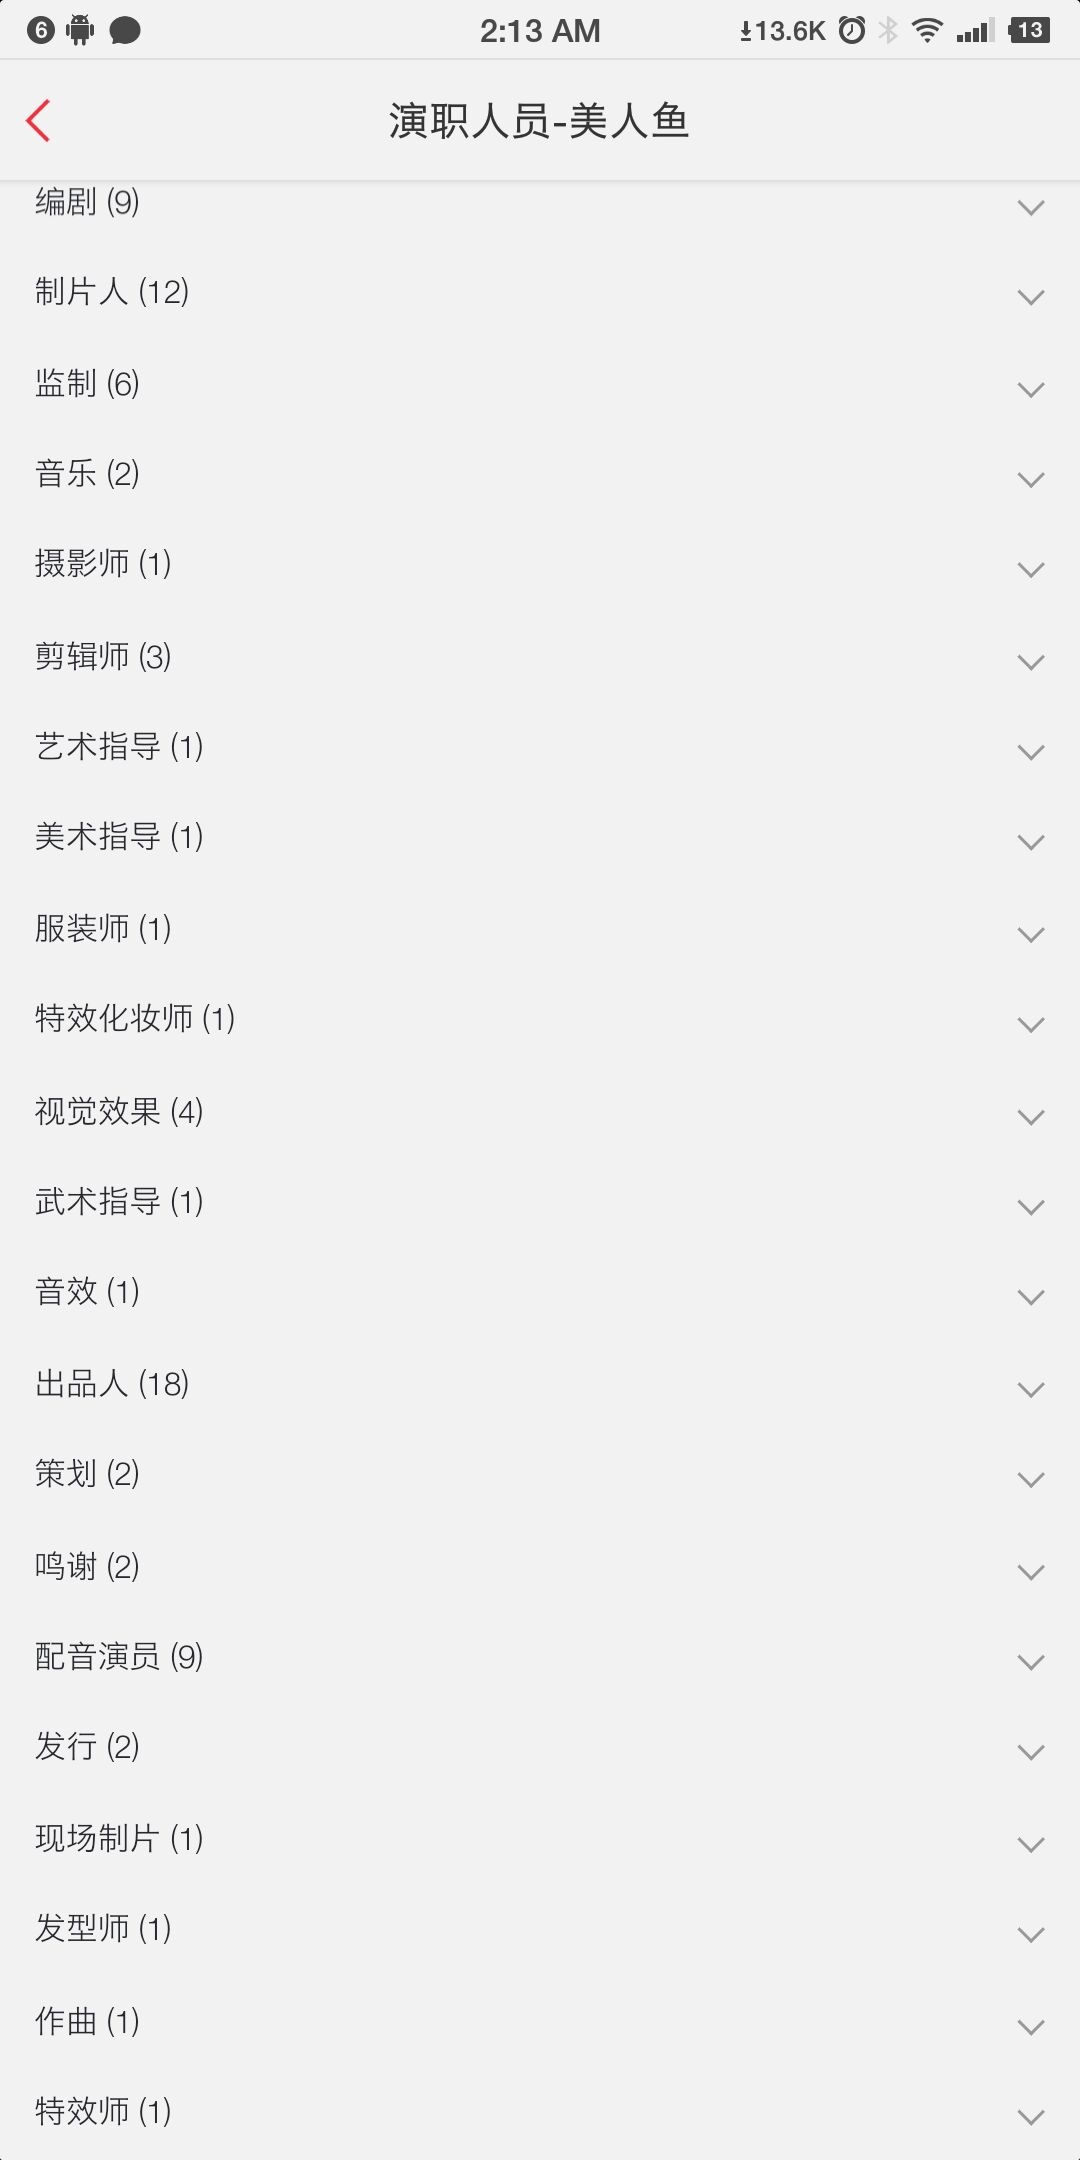 6 2:13 AM 13.6K 13
演职人员-美人鱼
编剧 (9)
制片人 (12)
监制 (6)
音乐 (2)
摄影师 (1)
剪辑师 (3)
艺术指导 (1)
美术指导 (1)
服装师 (1)
特效化妆师 (1)
视觉效果 (4)
武术指导 (1)
音效 (1)
出品人 (18)
策划 (2)
鸣谢 (2)
配音演员 (9)
发行 (2)
现场制片 (1)
发型师 (1)
作曲 (1)
特效师 (1)